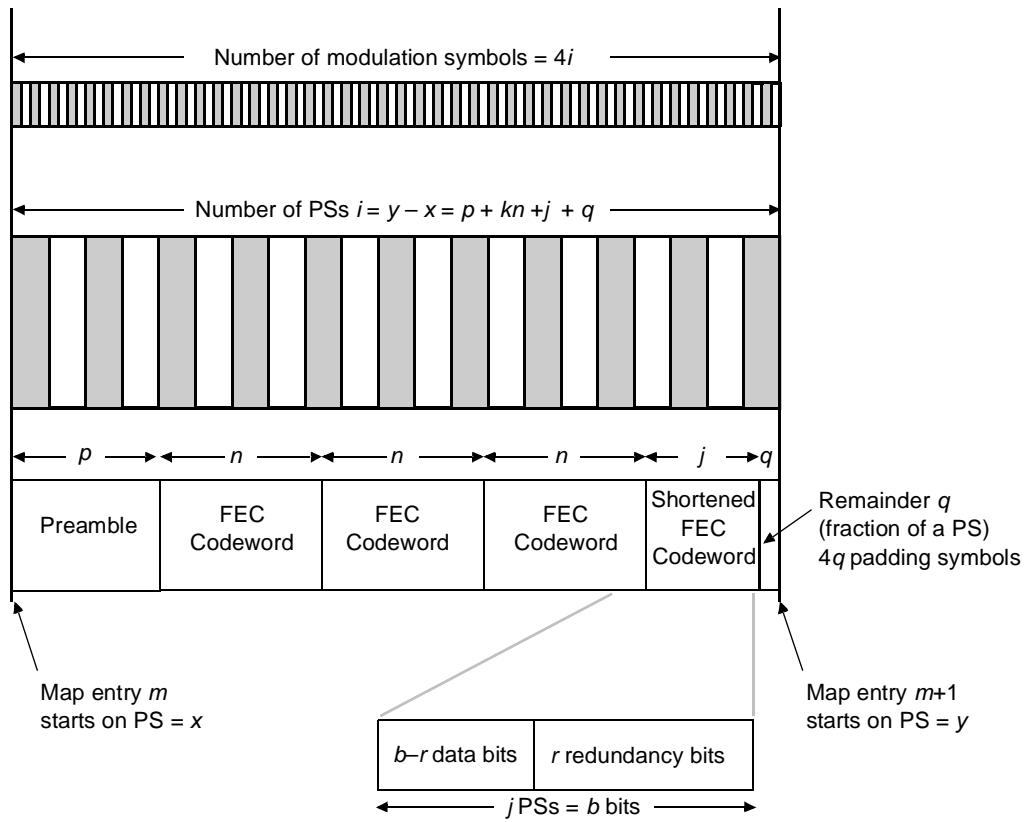 Number of modulation symbols = 4i
Number of PSs i = y – x = p + kn +j + q
p
n
n
n
j
q
Preamble
FEC
Codeword
FEC
Codeword
FEC
Codeword
Shortened
FEC
Codeword
Remainder q
(fraction of a PS)
4q padding symbols
Map entry m
starts on PS = x
Map entry m+1
starts on PS = y
b–r data bits
r redundancy bits
j PSs = b bits